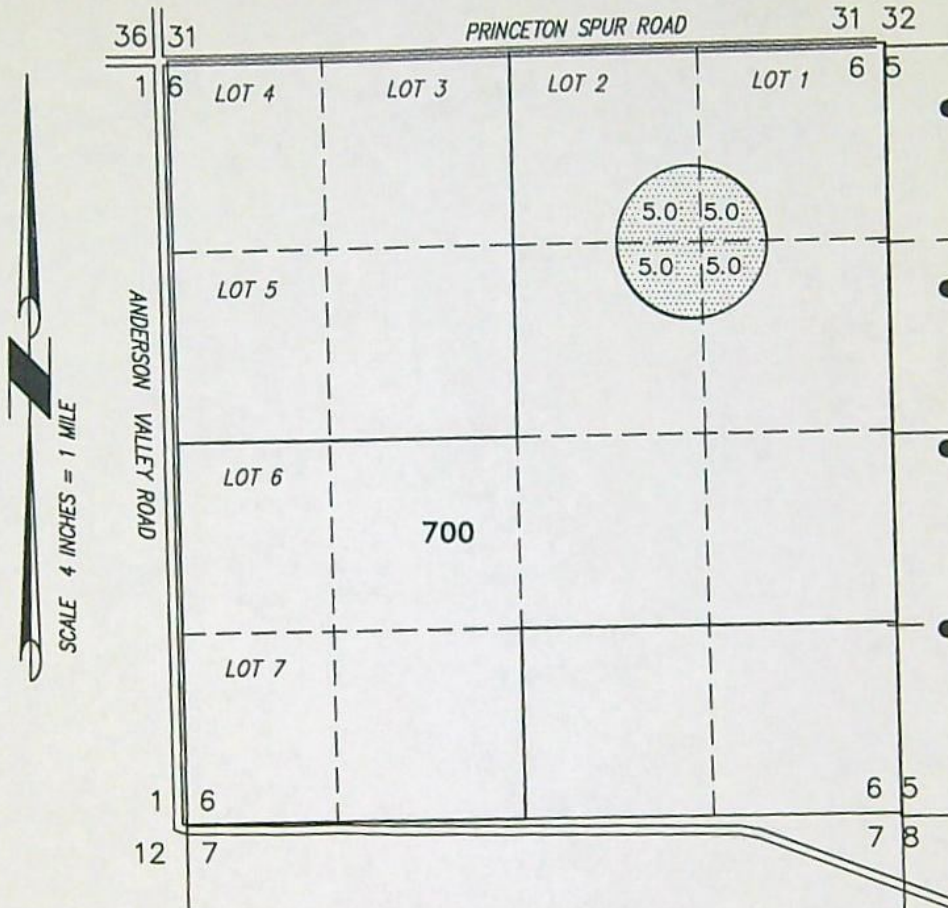 PRINCETON SPUR ROAD
36 31
31 32
1 6
LOT 4
LOT 3
LOT 2
LOT 1
6 5
5.0 5.0
5.0 5.0
LOT 5
ANDERSON VALLEY ROAD
SCALE 4 INCHES = 1 MILE
LOT 6
700
LOT 7
1 6
6 5
12 7
7 8